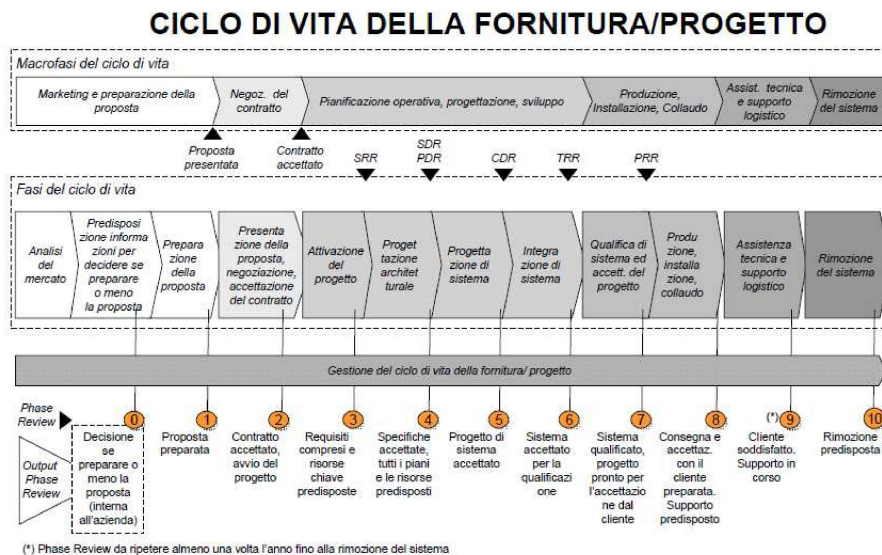 CICLO DI VITA DELLA FORNITURA/PROGETTO
Macrofasi del ciclo di vita
Marketing e preparazione della
proposta
Negoz. del
contratto
Pianificazione operativa, progettazione, sviluppo
Produzione,
Installazione, Collaudo
Assist. tecnica
e supporto
logistico
Rimozione
del sistema
Proposta
presentata
Contratto
accettato
SRR
SDR
PDR
CDR
TRR
PRR
Fasi del ciclo di vita
Analisi
del
mercato
Predisposi
zione informa
zioni per
decidere se
preparare
o meno
la proposta
Prepara
zione
della
proposta
Presenta
zione della
proposta,
negoziazione,
accettazione
del contratto
Attivazione
del
progetto
Proget
tazione
architet
turale
Progetta
zione di
sistema
Integra
zione di
sistema
Qualifica di
sistema ed
accett. del
progetto
Produ
zione,
installa
zione,
collaudo
Assistenza
tecnica e
supporto
logistico
Rimozione
del sistema
Gestione del ciclo di vita della fornitura/ progetto
Phase
Review
0
1
2
3
4
5
6
7
8
(*) 9
10
Output
Phase
Review
Decisione
se
preparare o
meno la
proposta
(interna
all'azienda)
Proposta
preparata
Contratto
accettato,
avvio del
progetto
Requisiti
compresi e
risorse
chiave
predisposte
Specifiche
accettate,
tutti i piani
e le risorse
predisposti
Progetto di
sistema
accettato
Sistema
accettato
per la
qualificazi
one
Sistema
qualificato,
progetto
pronto per
l'accettazio
ne dal
cliente
Consegna e
accettaz.
con il
cliente
preparata.
Supporto
predisposto
Cliente
soddisfatto.
Supporto in
corso
Rimozione
predisposta
(*) Phase Review da ripetere almeno una volta l'anno fino alla rimozione del sistema